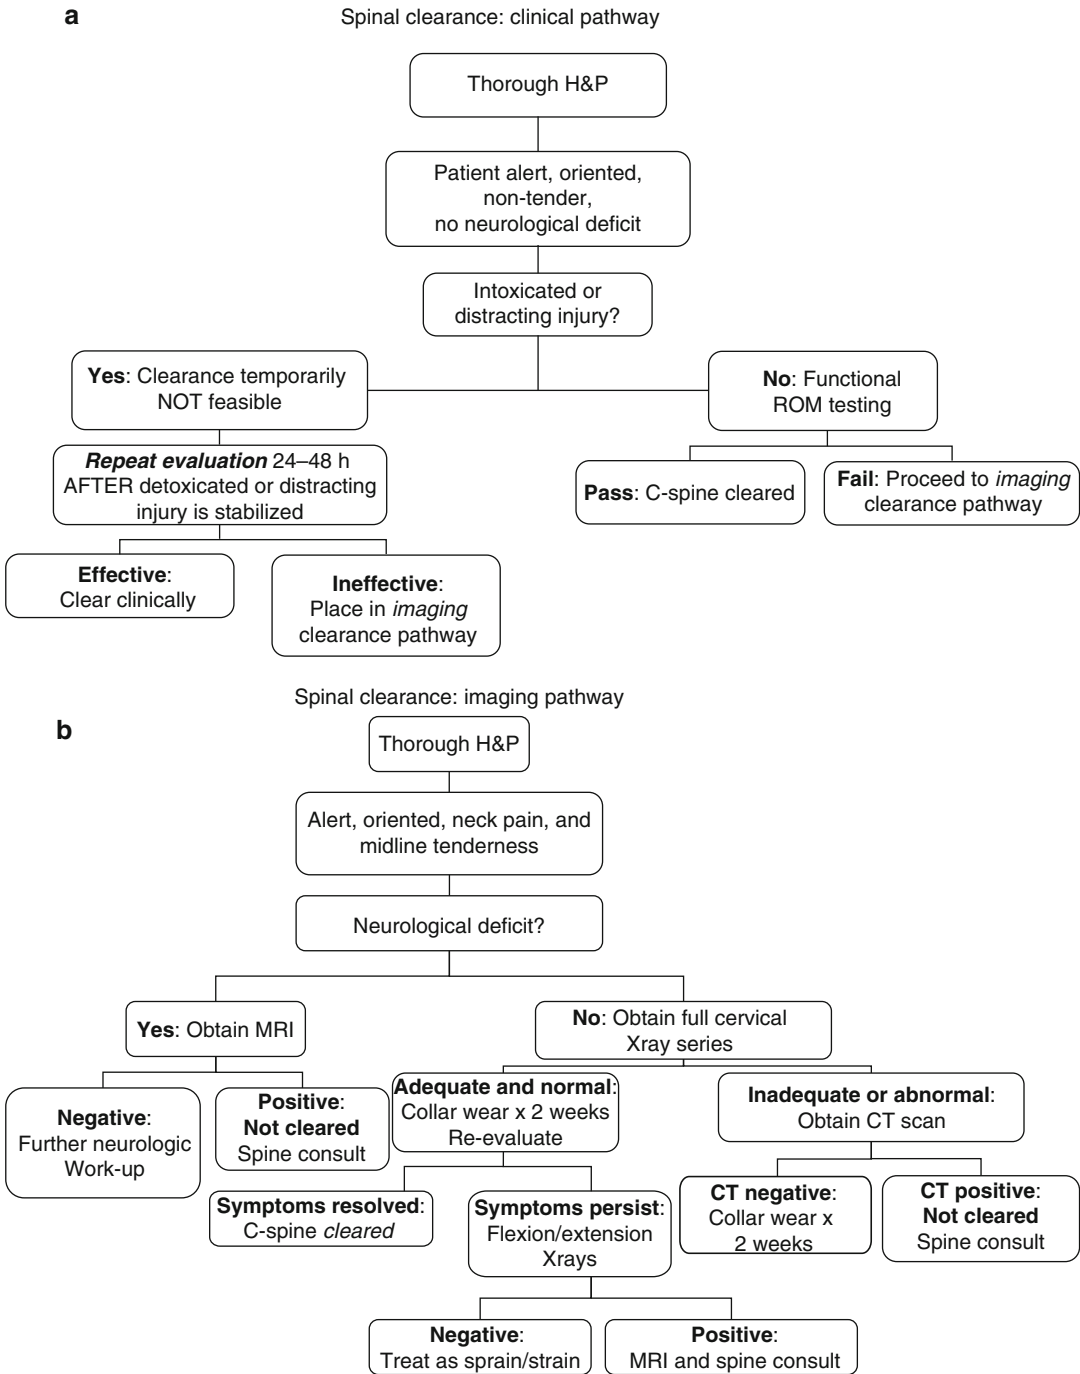 a
Spinal clearance: clinical pathway
Thorough H&P
Patient alert, oriented,
non-tender,
no neurological deficit
Intoxicated or
distracting injury?
Yes: Clearance temporarily
NOT feasible
No: Functional
ROM testing
Repeat evaluation 24–48 h
AFTER detoxicated or distracting
injury is stabilized
Pass: C-spine cleared
Fail: Proceed to imaging
clearance pathway
Effective:
Clear clinically
Ineffective:
Place in imaging
clearance pathway
Spinal clearance: imaging pathway
b
Thorough H&P
Alert, oriented, neck pain, and
midline tenderness
Neurological deficit?
Yes: Obtain MRI
No: Obtain full cervical
Xray series
Negative:
Further neurologic
Work-up
Positive:
Not cleared
Spine consult
Adequate and normal:
Collar wear x 2 weeks
Re-evaluate
Inadequate or abnormal:
Obtain CT scan
Symptoms resolved:
C-spine cleared
Symptoms persist:
Flexion/extension
Xrays
CT negative:
Collar wear x
2 weeks
CT positive:
Not cleared
Spine consult
Negative:
Treat as sprain/strain
Positive:
MRI and spine consult